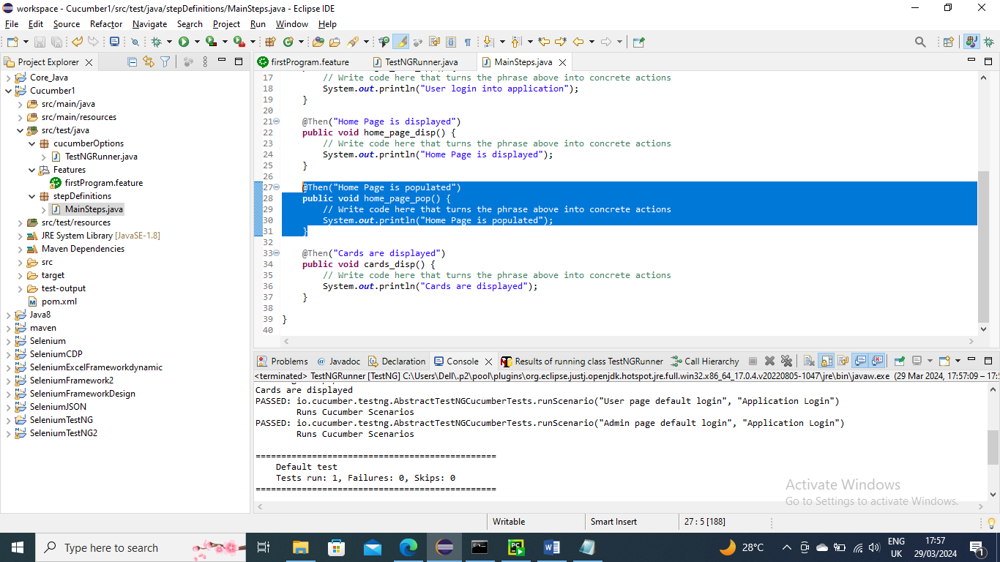 workspace - Cucumber1/src/test/java/stepDefinitions/MainSteps.java - Eclipse IDE
File Edit Source Refactor Navigate Search Project Run Window Help
Project Explorer
Core_Java
Cucumber1
src/main/java
src/main/resources
src/test/java
cucumberOptions
TestNGRunner.java
Features
firstProgram.feature
stepDefinitions
MainSteps.java
src/test/resources
JRE System Library [JavaSE-1.8]
Maven Dependencies
src
target
test-output
pom.xml
Java8
maven
Selenium
SeleniumCDP
SeleniumExcelFrameworkdynamic
SeleniumFramework2
SeleniumFrameworkDesign
SeleniumJSON
SeleniumTestNG
SeleniumTestNG2
firstProgram.feature TestNGRunner.java MainSteps.java
17 // Write code here that turns the phrase above into concrete actions
18 System.out.println("User login into application");
19 }
20
21 @Then("Home Page is displayed")
22 public void home_page_disp() {
23 // Write code here that turns the phrase above into concrete actions
24 System.out.println("Home Page is displayed");
25 }
26
27 @Then("Home Page is populated")
28 public void home_page_pop() {
29 // Write code here that turns the phrase above into concrete actions
30 System.out.println("Home Page is populated");
31 }
32
33 @Then("Cards are displayed")
34 public void cards_disp() {
35 // Write code here that turns the phrase above into concrete actions
36 System.out.println("Cards are displayed");
37 }
38
39 }
40
Problems @ Javadoc Declaration Console Results of running class TestNGRunner Call Hierarchy
<terminated> TestNGRunner [TestNG] C:\Users\Dell\.p2\pool\plugins\org.eclipse.justj.openjdk.hotspot.jre.full.win32.x86_64_17.0.4.v20220805-1047\jre\bin\javaw.exe (29 Mar 2024, 17:57:09 – 17:5
Cards are displayed
PASSED: io.cucumber.testng.AbstractTestNGCucumberTests.runScenario("User page default login", "Application Login")
Runs Cucumber Scenarios
PASSED: io.cucumber.testng.AbstractTestNGCucumberTests.runScenario("Admin page default login", "Application Login")
Runs Cucumber Scenarios
===============================================
Default test
Tests run: 1, Failures: 0, Skips: 0
===============================================
Activate Windows
Go to Settings to activate Windows.
Writable Smart Insert 27 : 5 [188]
Type here to search
28°C
ENG
UK
17:57
29/03/2024
1